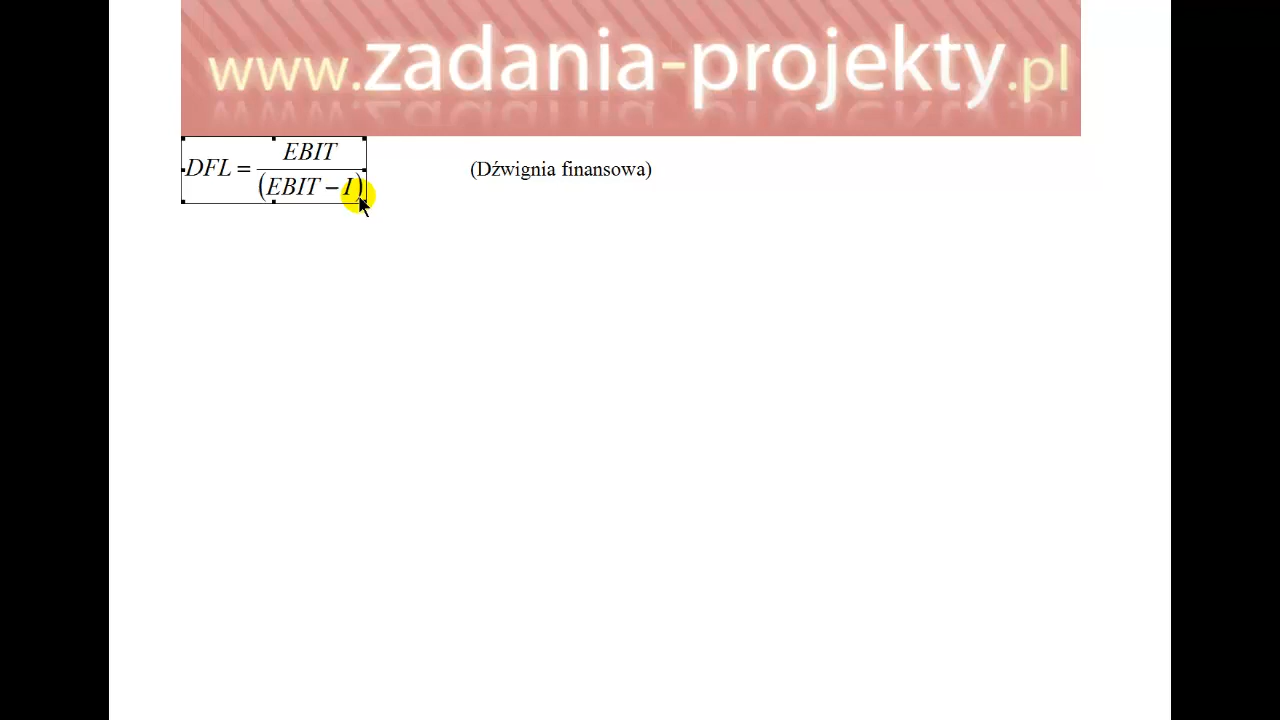 www.zadania-projekty.pl
DFL = EBIT / (EBIT − I) (Dźwignia finansowa)